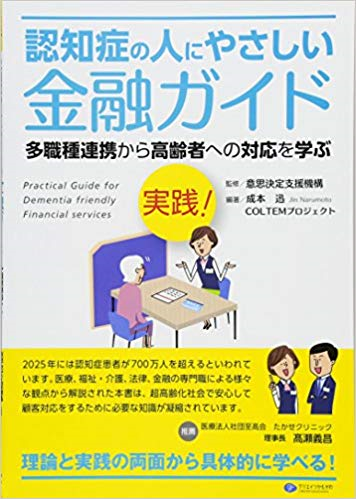 認知症の人にやさしい
金融ガイド
多職種連携から高齢者への対応を学ぶ
Practical Guide for
Dementia friendly
Financial services
実践!
監修/意思決定支援機構
編著/成本 迅 Jin Narumoto
COLTEMプロジェクト
2025年には認知症患者が700万人を超えるといわれて
います。医療、福祉・介護、法律、金融の専門職による様々
な観点から解説された本書は、超高齢化社会で安心して
顧客対応をするために必要な知識が凝縮されています。
推薦 医療法人社団至高会 たかせクリニック
理事長 髙瀬義昌
理論と実践の両面から具体的に学べる!
クリエイツかもがわ